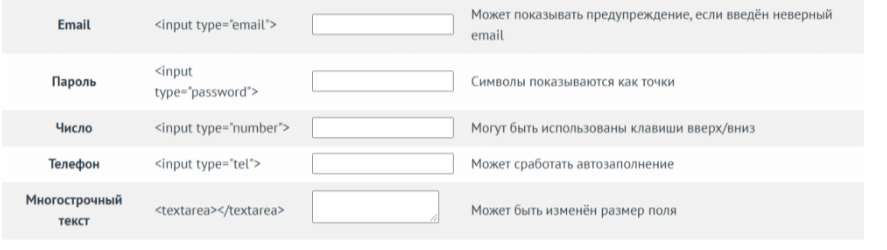 Email <input type="email"> Может показывать предупреждение, если введён неверный
email
Пароль <input
type="password"> Символы показываются как точки
Число <input type="number"> Могут быть использованы клавиши вверх/вниз
Телефон <input type="tel"> Может сработать автозаполнение
Многострочный
текст <textarea></textarea> Может быть изменён размер поля